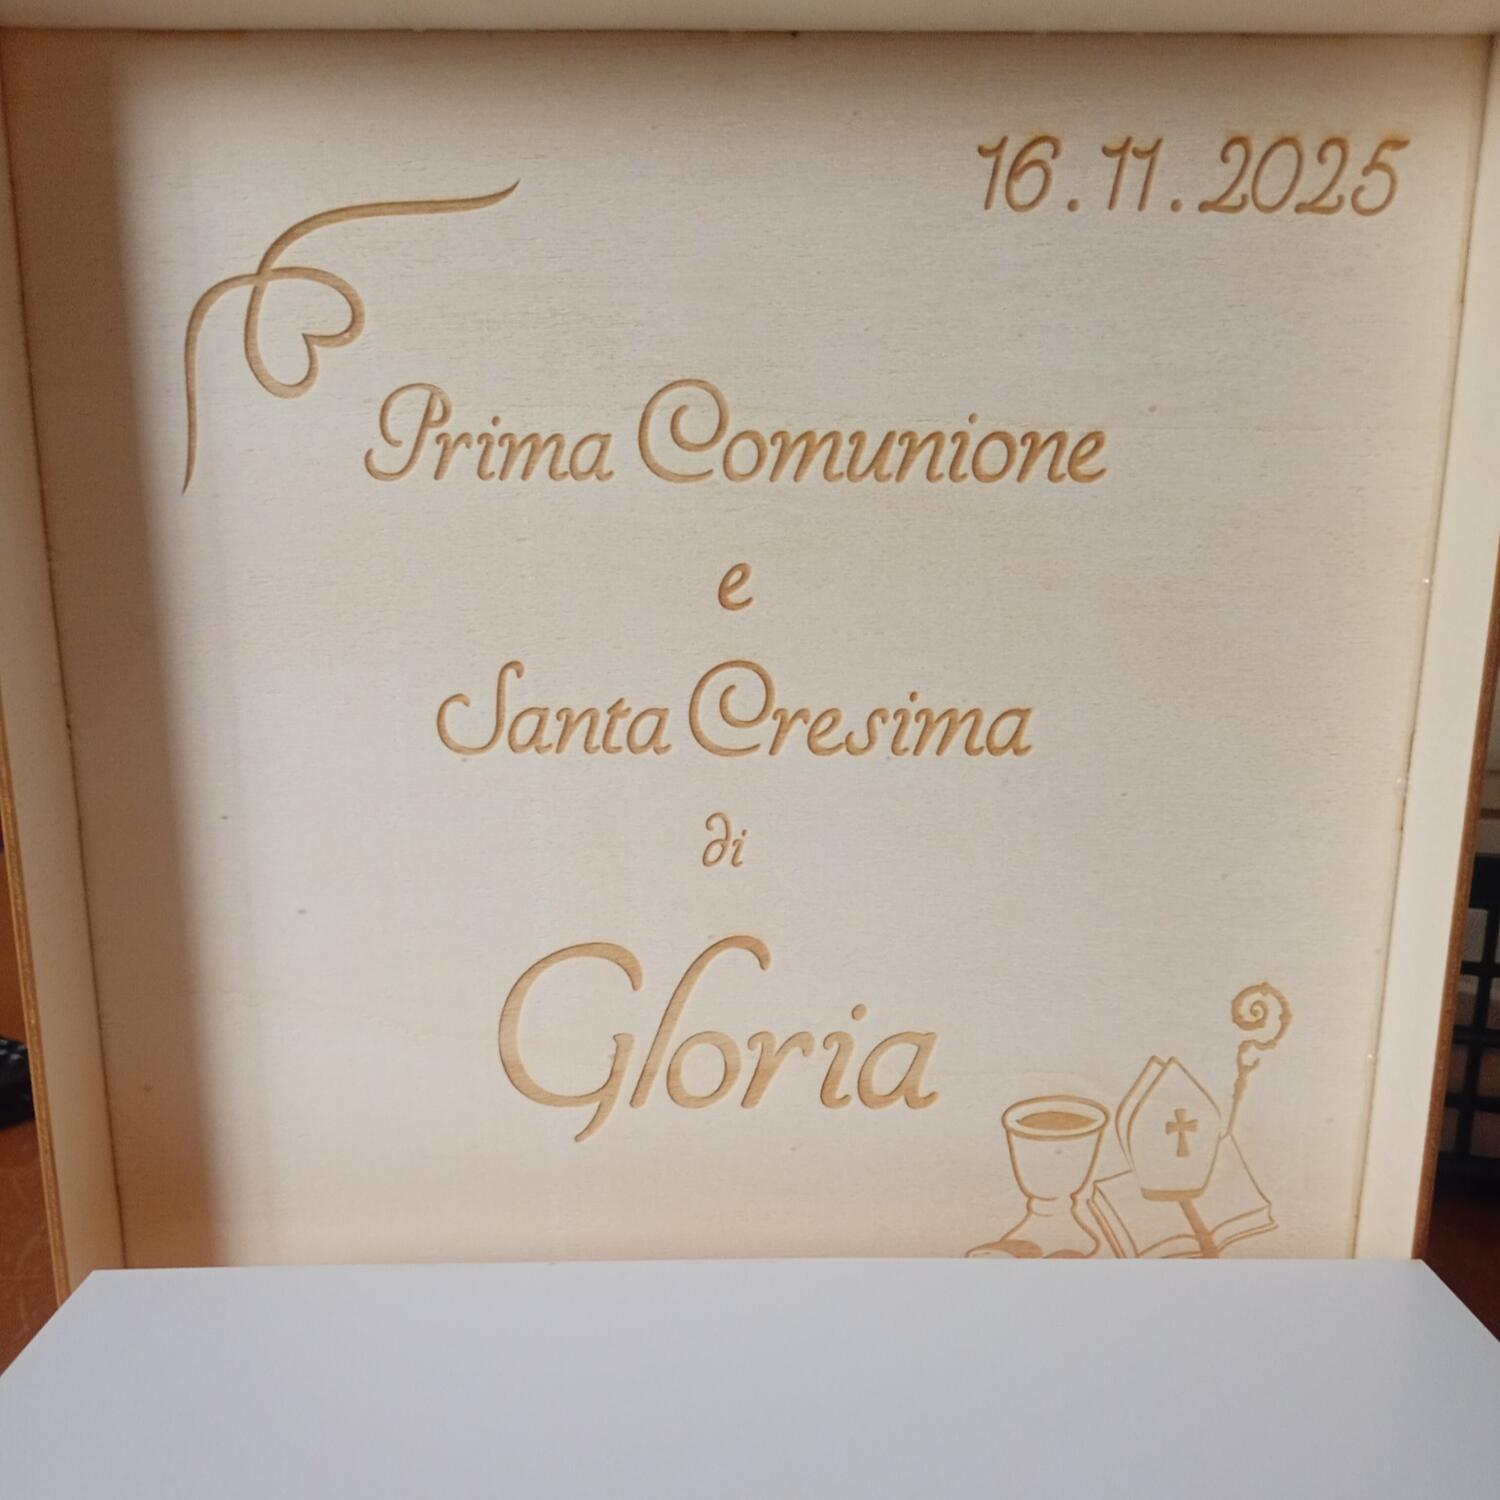 16.11.2025
Prima Comunione
e
Santa Cresima
di
Gloria